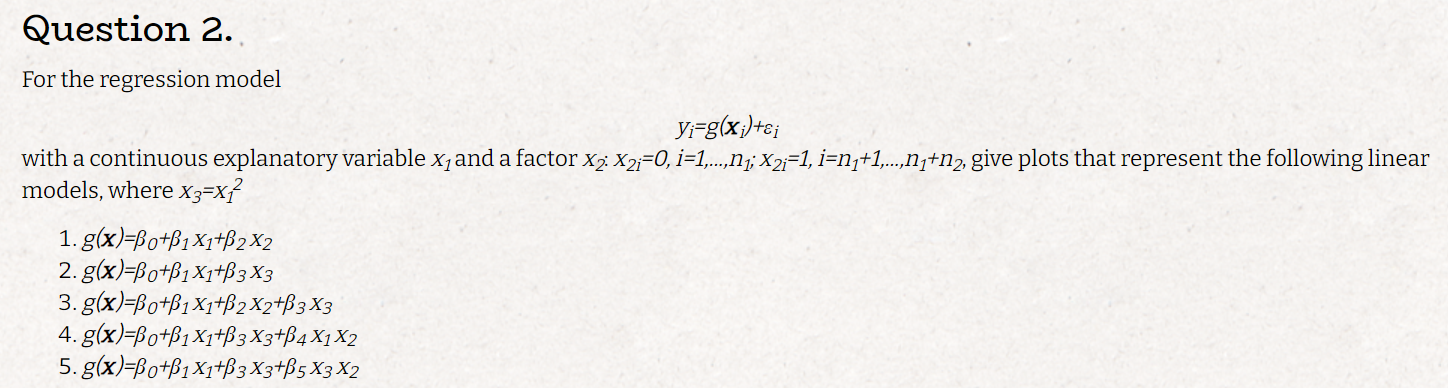 Question 2.
For the regression model
yᵢ=g(𝐱ᵢ)+εᵢ
with a continuous explanatory variable x₁ and a factor x₂: x₂ᵢ=0, i=1,...,n₁; x₂ᵢ=1, i=n₁+1,...,n₁+n₂, give plots that represent the following linear
models, where x₃=x₁²
1. g(𝐱)=β₀+β₁x₁+β₂x₂
2. g(𝐱)=β₀+β₁x₁+β₃x₃
3. g(𝐱)=β₀+β₁x₁+β₂x₂+β₃x₃
4. g(𝐱)=β₀+β₁x₁+β₃x₃+β₄x₁x₂
5. g(𝐱)=β₀+β₁x₁+β₃x₃+β₅x₃x₂